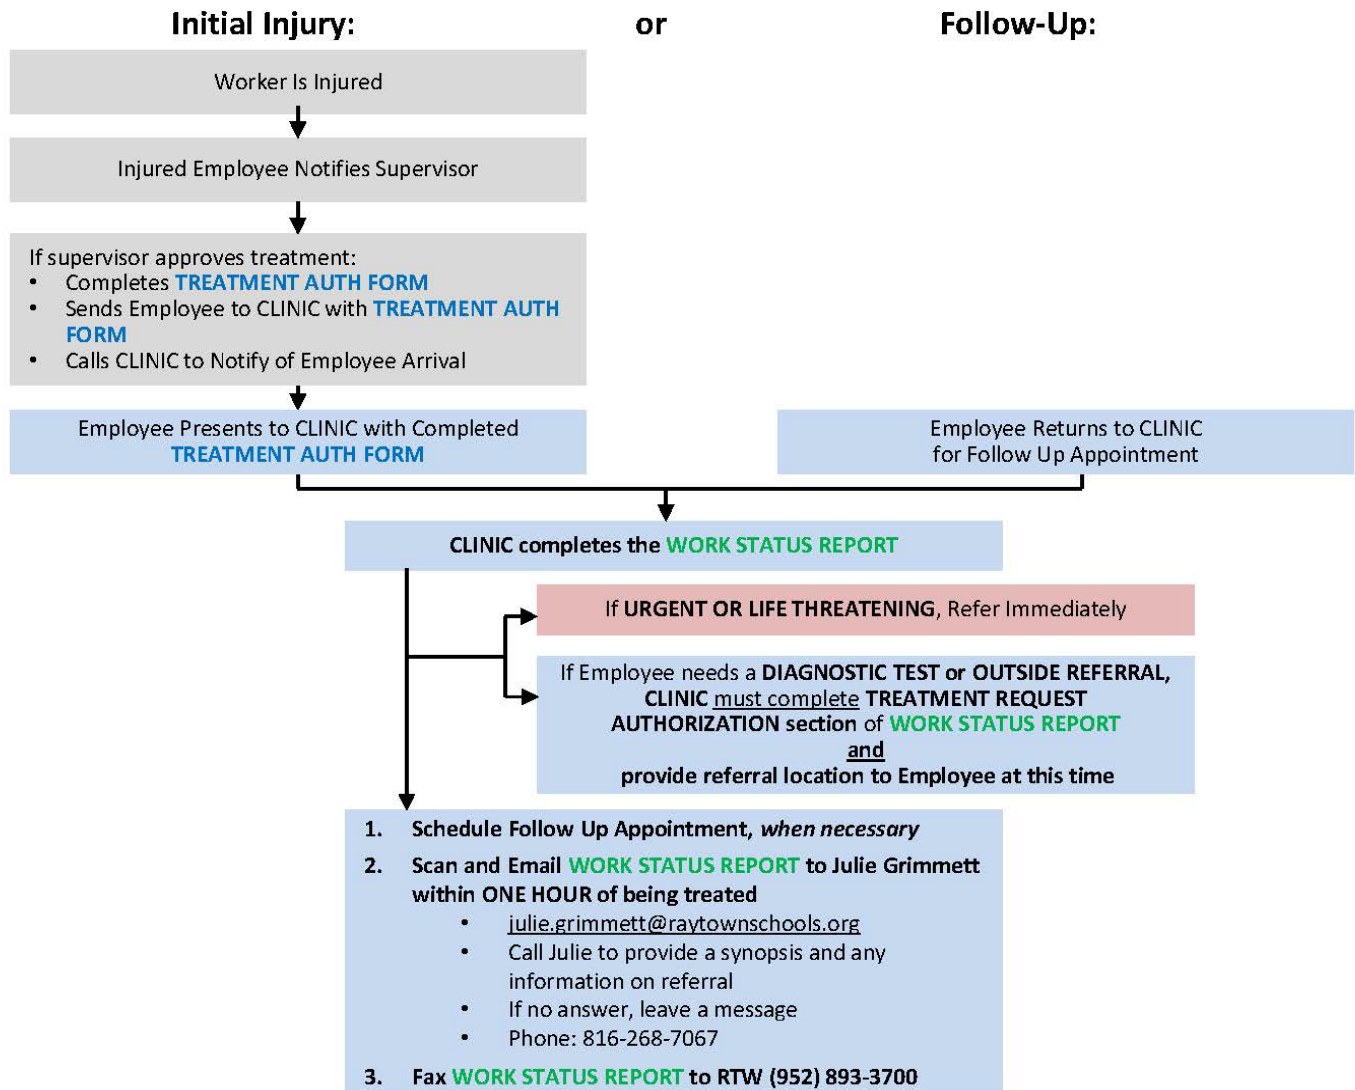 Initial Injury: or Follow-Up:
Worker Is Injured
Injured Employee Notifies Supervisor
If supervisor approves treatment:
• Completes TREATMENT AUTH FORM
• Sends Employee to CLINIC with TREATMENT AUTH
FORM
• Calls CLINIC to Notify of Employee Arrival
Employee Presents to CLINIC with Completed
TREATMENT AUTH FORM
Employee Returns to CLINIC
for Follow Up Appointment
CLINIC completes the WORK STATUS REPORT
If URGENT OR LIFE THREATENING, Refer Immediately
If Employee needs a DIAGNOSTIC TEST or OUTSIDE REFERRAL,
CLINIC must complete TREATMENT REQUEST
AUTHORIZATION section of WORK STATUS REPORT
and
provide referral location to Employee at this time
1. Schedule Follow Up Appointment, when necessary
2. Scan and Email WORK STATUS REPORT to Julie Grimmett
within ONE HOUR of being treated
• julie.grimmett@raytownschools.org
• Call Julie to provide a synopsis and any
information on referral
• If no answer, leave a message
• Phone: 816-268-7067
3. Fax WORK STATUS REPORT to RTW (952) 893-3700